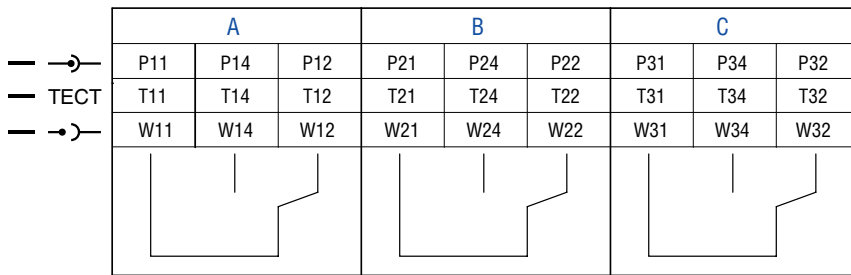 A B C
P11 P14 P12 P21 P24 P22 P31 P34 P32
ТЕСТ T11 T14 T12 T21 T24 T22 T31 T34 T32
W11 W14 W12 W21 W24 W22 W31 W34 W32